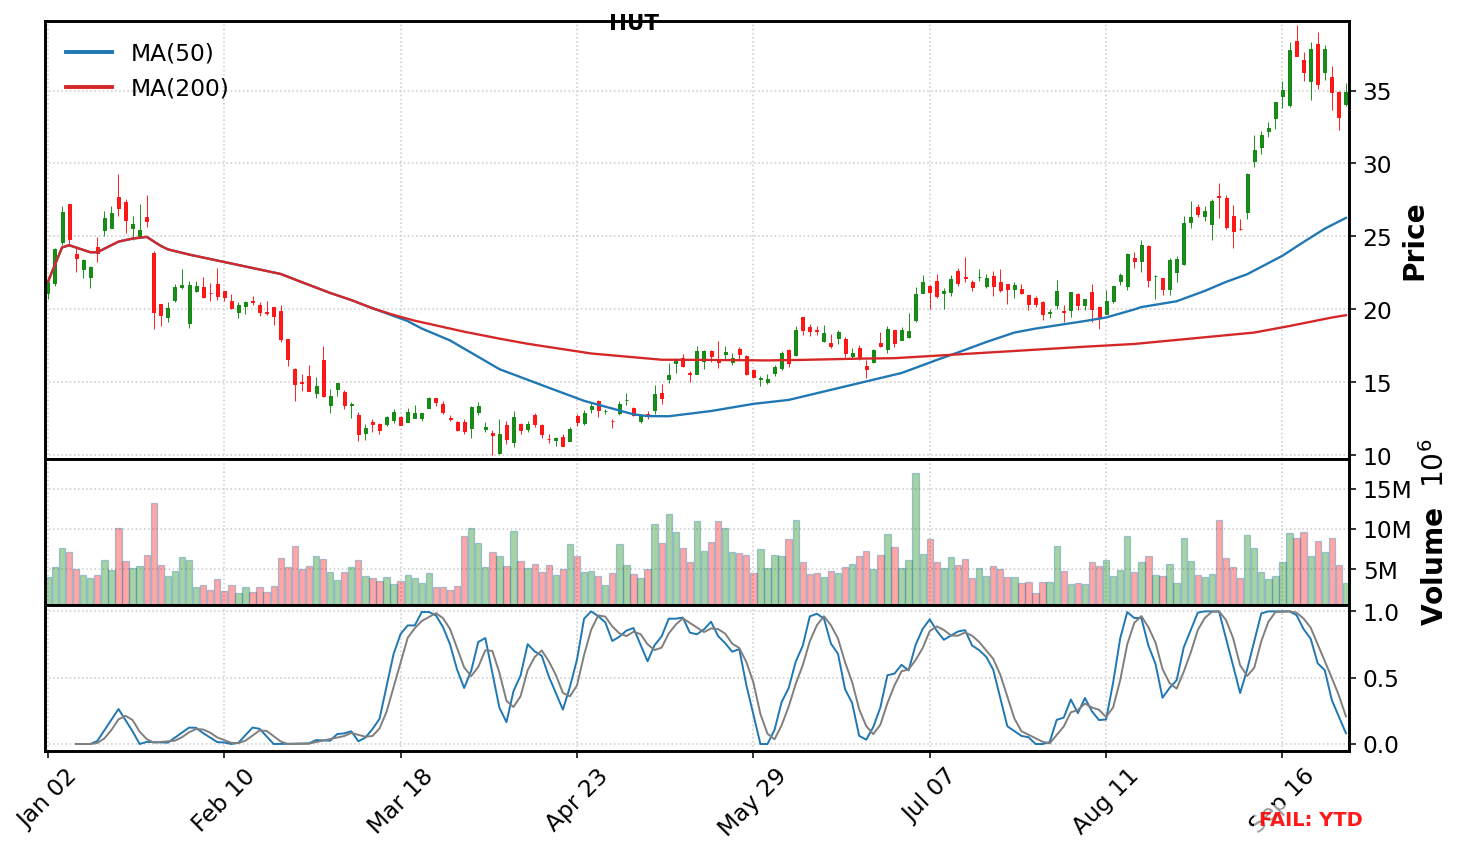 HUT
MA(50)
MA(200)
35
30
25
20
15
10
Price
15M
10M
5M
Volume 10^6
1.0
0.5
0.0
Jan 02
Feb 10
Mar 18
Apr 23
May 29
Jul 07
Aug 11
Sep 16
FAIL: YTD